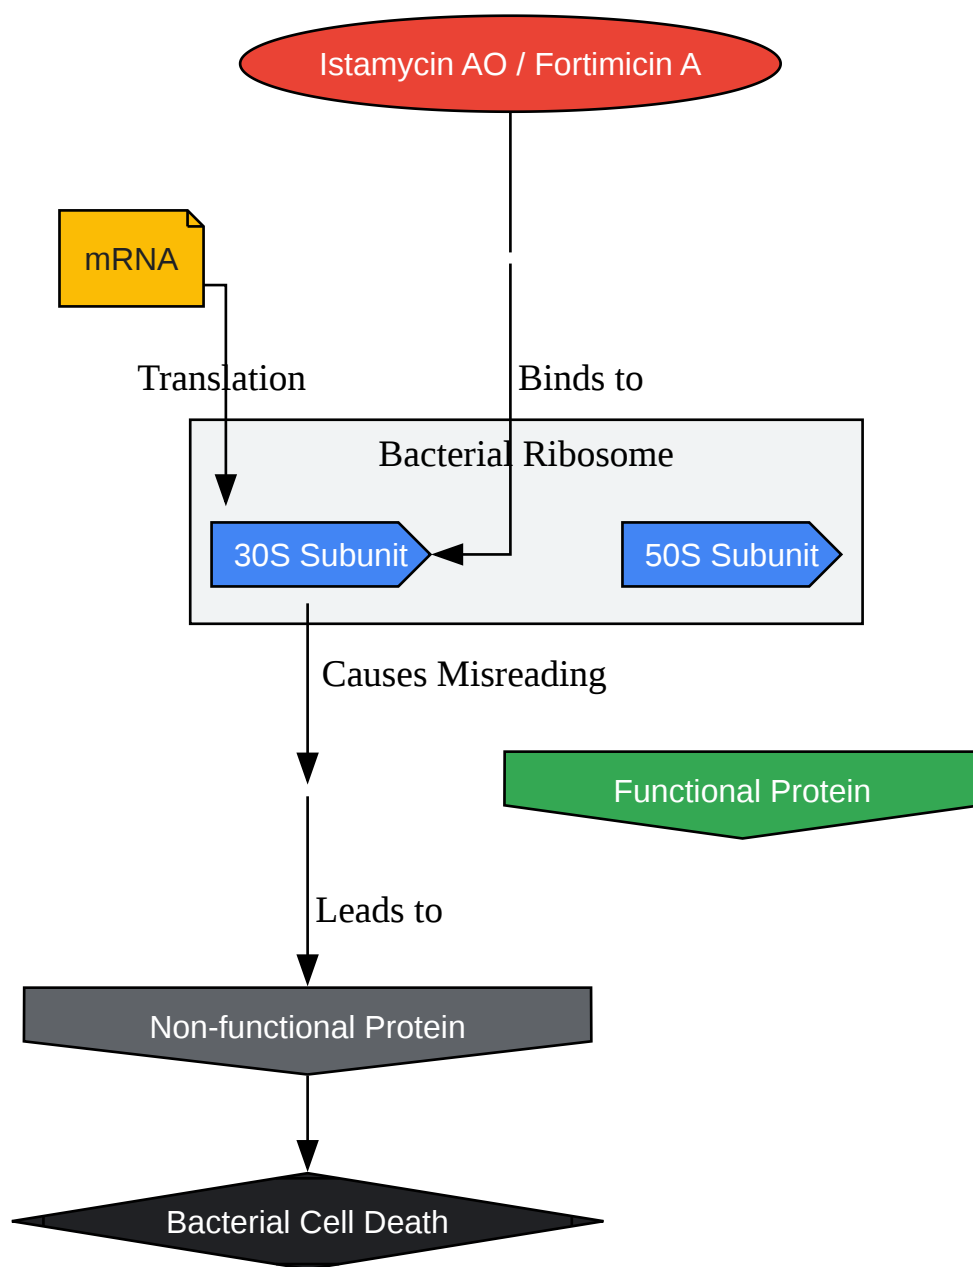 Istamycin AO / Fortimicin A
mRNA
Translation
Binds to
Bacterial Ribosome
30S Subunit
50S Subunit
Causes Misreading
Functional Protein
Leads to
Non-functional Protein
Bacterial Cell Death